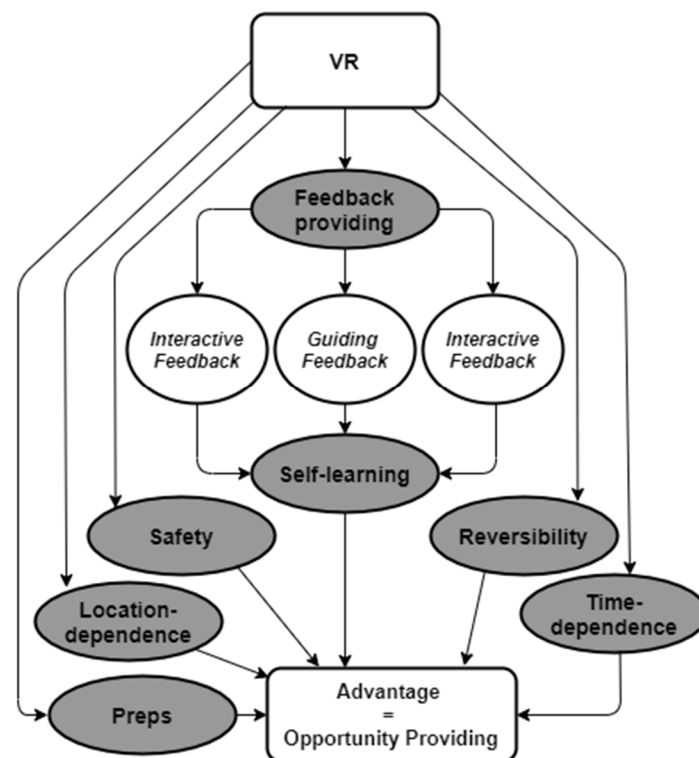 VR
Feedback
providing
Interactive
Feedback
Guiding
Feedback
Interactive
Feedback
Self-learning
Safety
Reversibility
Location-
dependence
Time-
dependence
Preps
Advantage
=
Opportunity Providing